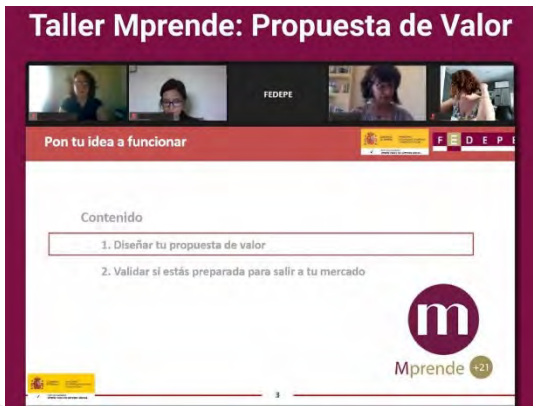 Taller Mprende: Propuesta de Valor
FEDEPE
Pon tu idea a funcionar
FEDEPE
Contenido
1. Diseñar tu propuesta de valor
2. Validar si estás preparada para salir a tu mercado
m
Mprende +21
3